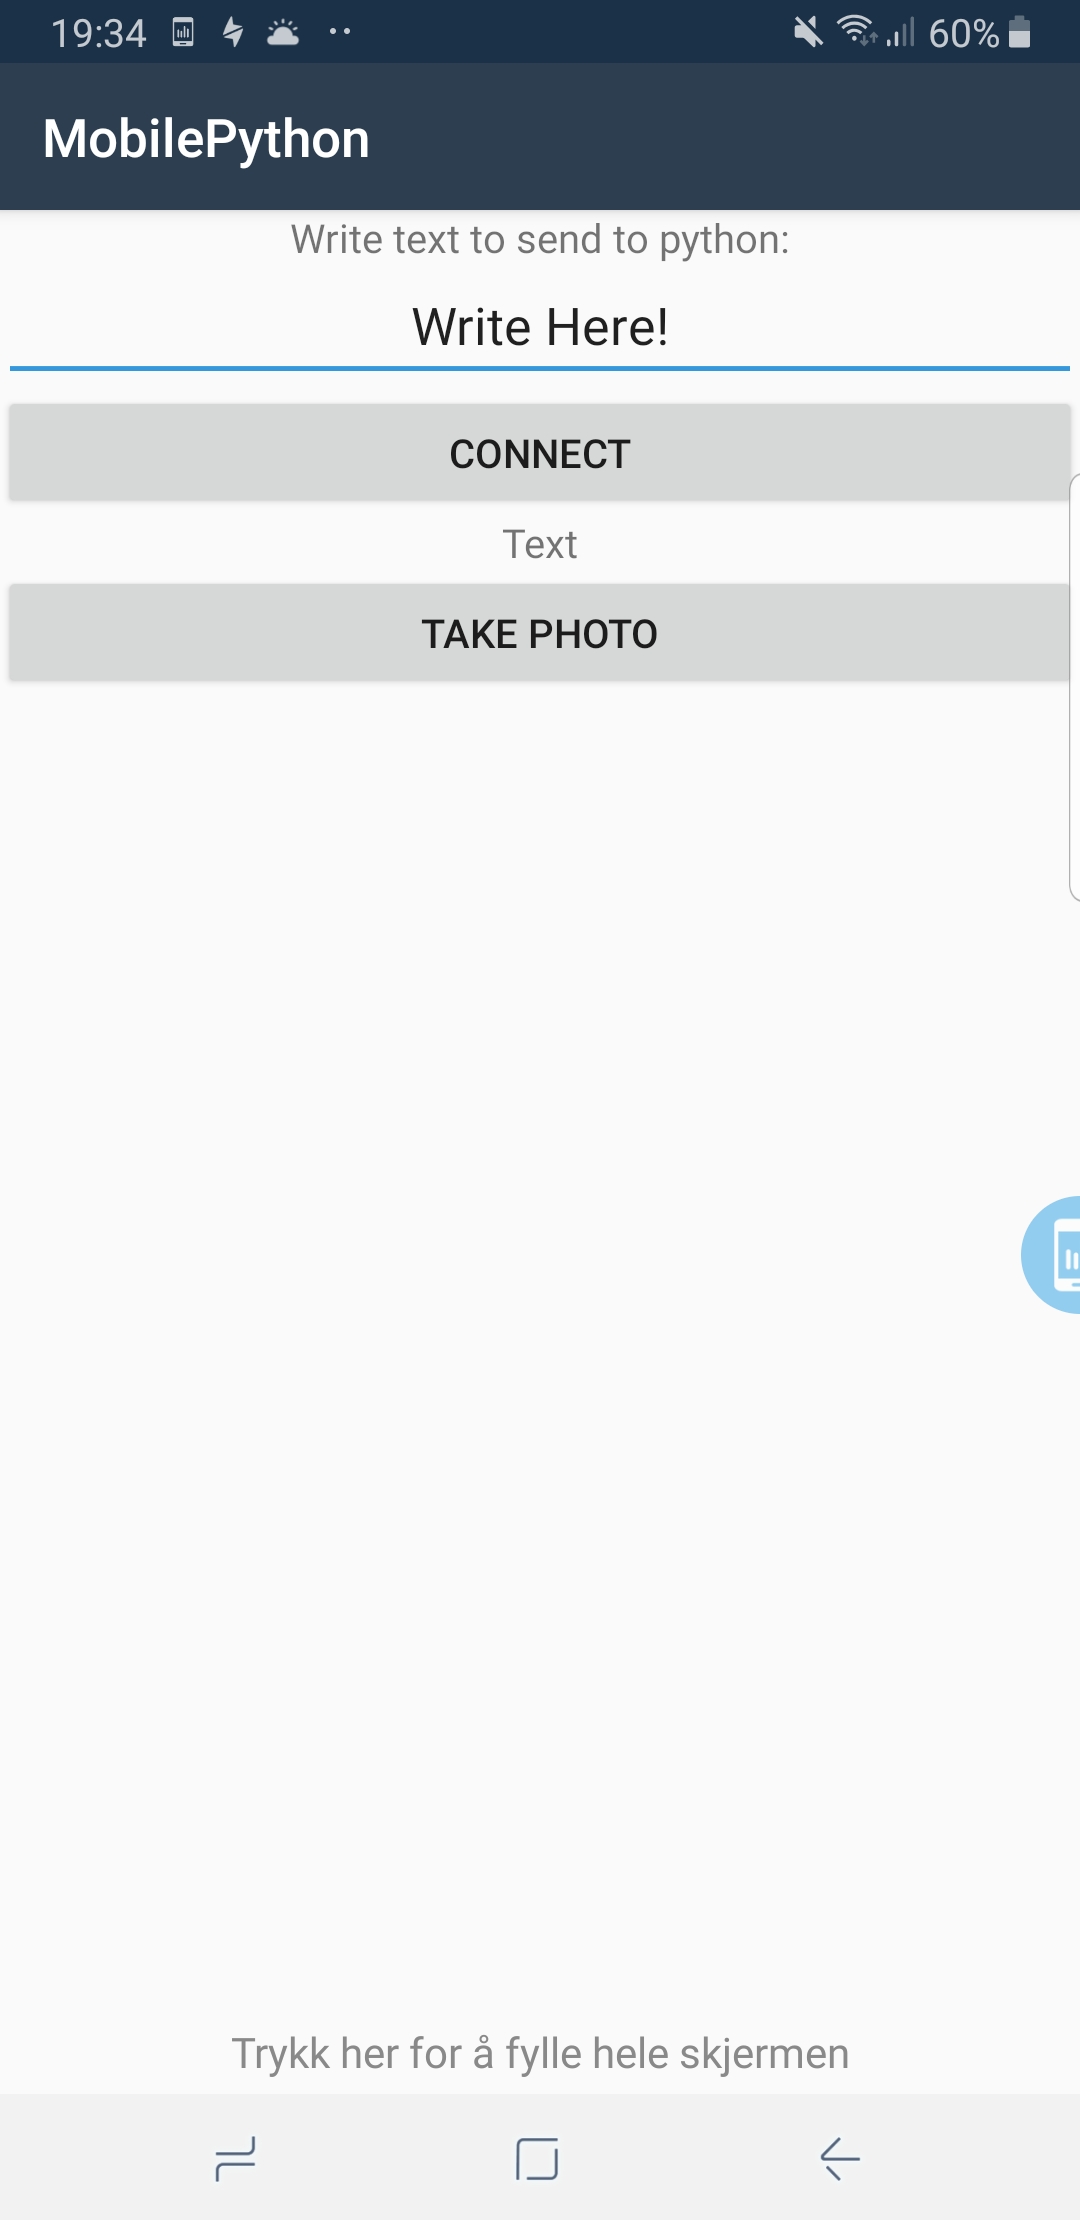 19:34 60%
MobilePython
Write text to send to python:
Write Here!
CONNECT
Text
TAKE PHOTO
Trykk her for å fylle hele skjermen